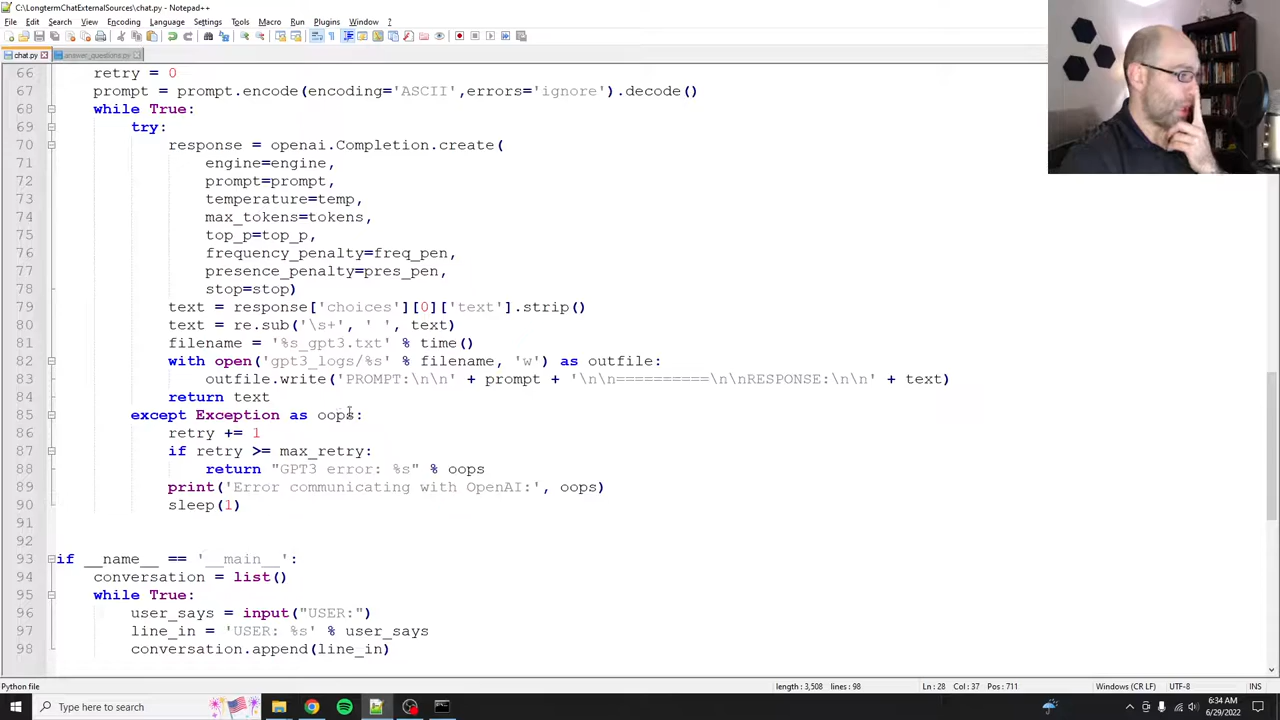 C:\LongtermChatExternalSources\chat.py - Notepad++
File Edit Search View Encoding Language Settings Tools Macro Run Plugins Window ?
chat.py answer_questions.py
66 retry = 0
67 prompt = prompt.encode(encoding='ASCII',errors='ignore').decode()
68 while True:
69 try:
70 response = openai.Completion.create(
71 engine=engine,
72 prompt=prompt,
73 temperature=temp,
74 max_tokens=tokens,
75 top_p=top_p,
76 frequency_penalty=freq_pen,
77 presence_penalty=pres_pen,
78 stop=stop)
79 text = response['choices'][0]['text'].strip()
80 text = re.sub('\s+', ' ', text)
81 filename = '%s_gpt3.txt' % time()
82 with open('gpt3_logs/%s' % filename, 'w') as outfile:
83 outfile.write('PROMPT:\n\n' + prompt + '\n\n==========\n\nRESPONSE:\n\n' + text)
84 return text
85 except Exception as oops:
86 retry += 1
87 if retry >= max_retry:
88 return "GPT3 error: %s" % oops
89 print('Error communicating with OpenAI:', oops)
90 sleep(1)
91
92
93 if __name__ == '__main__':
94 conversation = list()
95 while True:
96 user_says = input("USER:")
97 line_in = 'USER: %s' % user_says
98 conversation.append(line_in)
Python file length : 3,508 lines : 98 Ln : 28 Col : 37 Pos : 711 Windows (CR LF) UTF-8 INS
Type here to search
6:34 AM
6/29/2022